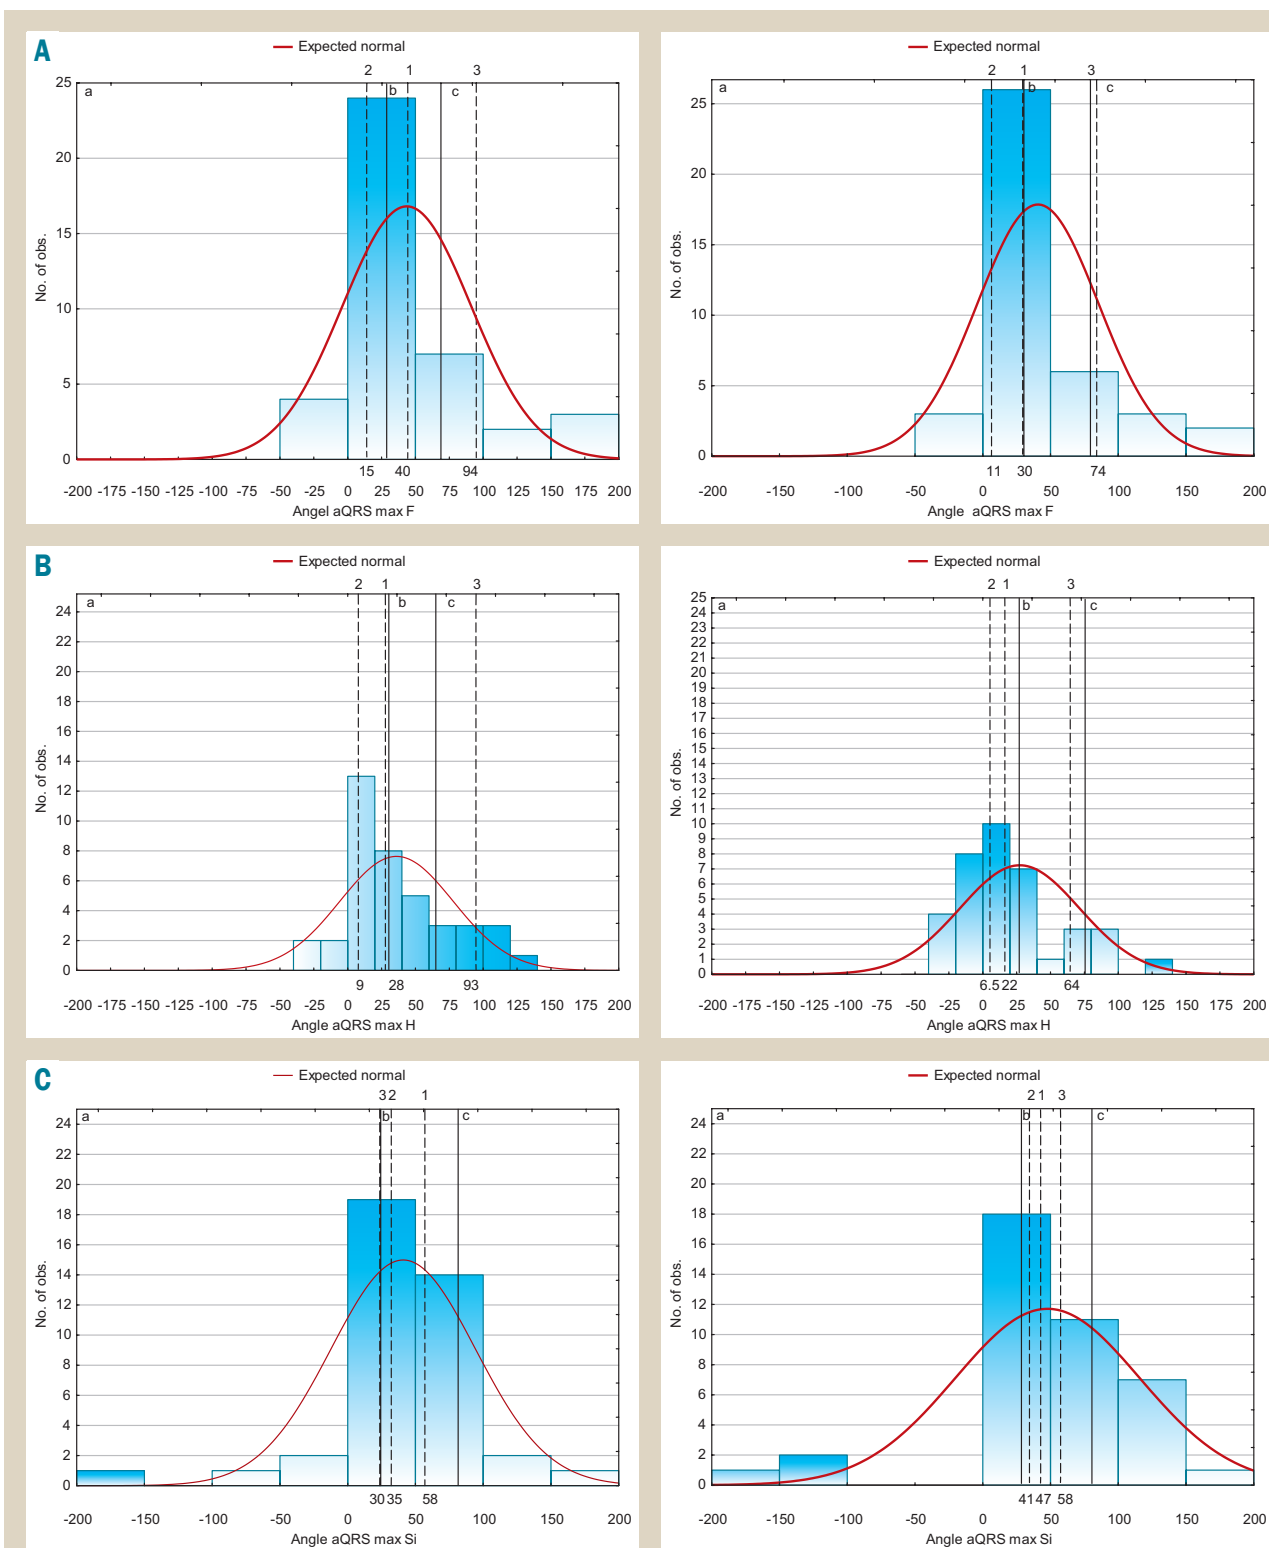 A
Expected normal
2 1 3
a b c
25
20
15
10
5
0
No. of obs.
15 40 94
-200 -175 -125 -125 -75 -50 -25 0 25 50 75 100 125 150 175 200
Angel aQRS max F
Expected normal
2 1 3
a b c
25
20
15
10
5
0
No. of obs.
11 30 74
-200 -150 -100 -50 0 50 100 150 200
Angle aQRS max F
B
Expected normal
2 1 3
a b c
24
22
20
18
16
14
12
10
8
6
4
2
0
No. of obs.
9 28 93
-200 -175 -125 -125 -75 -50 -25 0 25 50 75 100 125 150 175 200
Angle aQRS max H
Expected normal
2 1 3
a b c
25
24
23
22
21
20
19
18
17
16
15
14
13
12
11
10
9
8
7
6
5
4
3
2
1
0
No. of obs.
6.5 22 64
-200 -175 -125 -100 -75 -50 -25 0 25 50 75 100 125 150 175 200
Angle aQRS max H
C
Expected normal
3 2 1
a b c
24
22
20
18
16
14
12
10
8
6
4
2
0
No. of obs.
30 35 58
-200 -150 -100 -50 0 50 100 150 200
Angle aQRS max Si
Expected normal
2 1 3
a b c
24
22
20
18
16
14
12
10
8
6
4
2
0
No. of obs.
41 47 58
-200 -150 -100 -50 0 50 100 150 200
Angle aQRS max Si